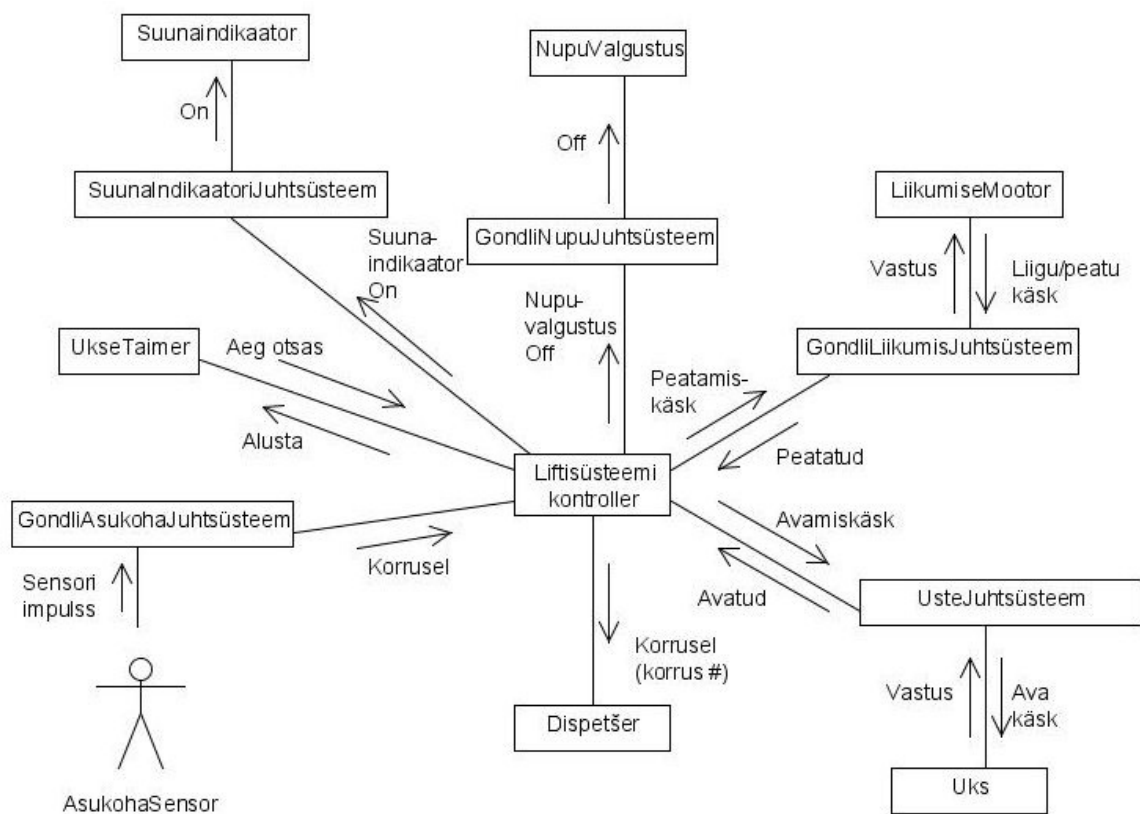 Suunaindikaator
NupuValgustus
On
Off
SuunaIndikaatoriJuhtsüsteem
LiikumiseMootor
GondliNupuJuhtsüsteem
Suuna-
indikaator
On
Vastus
Liigu/peatu
käsk
Nupu-
valgustus
Off
UkseTaimer
Aeg otsas
GondliLiikumisJuhtsüsteem
Peatamis-
käsk
Alusta
Peatatud
Liftisüsteemi
kontroller
GondliAsukohaJuhtsüsteem
Avamiskäsk
Korrusel
Sensori
impulss
Avatud
UsteJuhtsüsteem
Korrusel
(korrus #)
Vastus
Ava
käsk
Dispetšer
Uks
AsukohaSensor